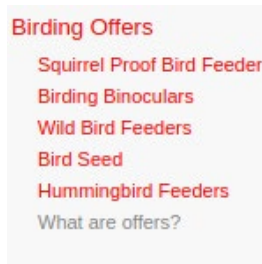 Birding Offers
Squirrel Proof Bird Feeder
Birding Binoculars
Wild Bird Feeders
Bird Seed
Hummingbird Feeders
What are offers?